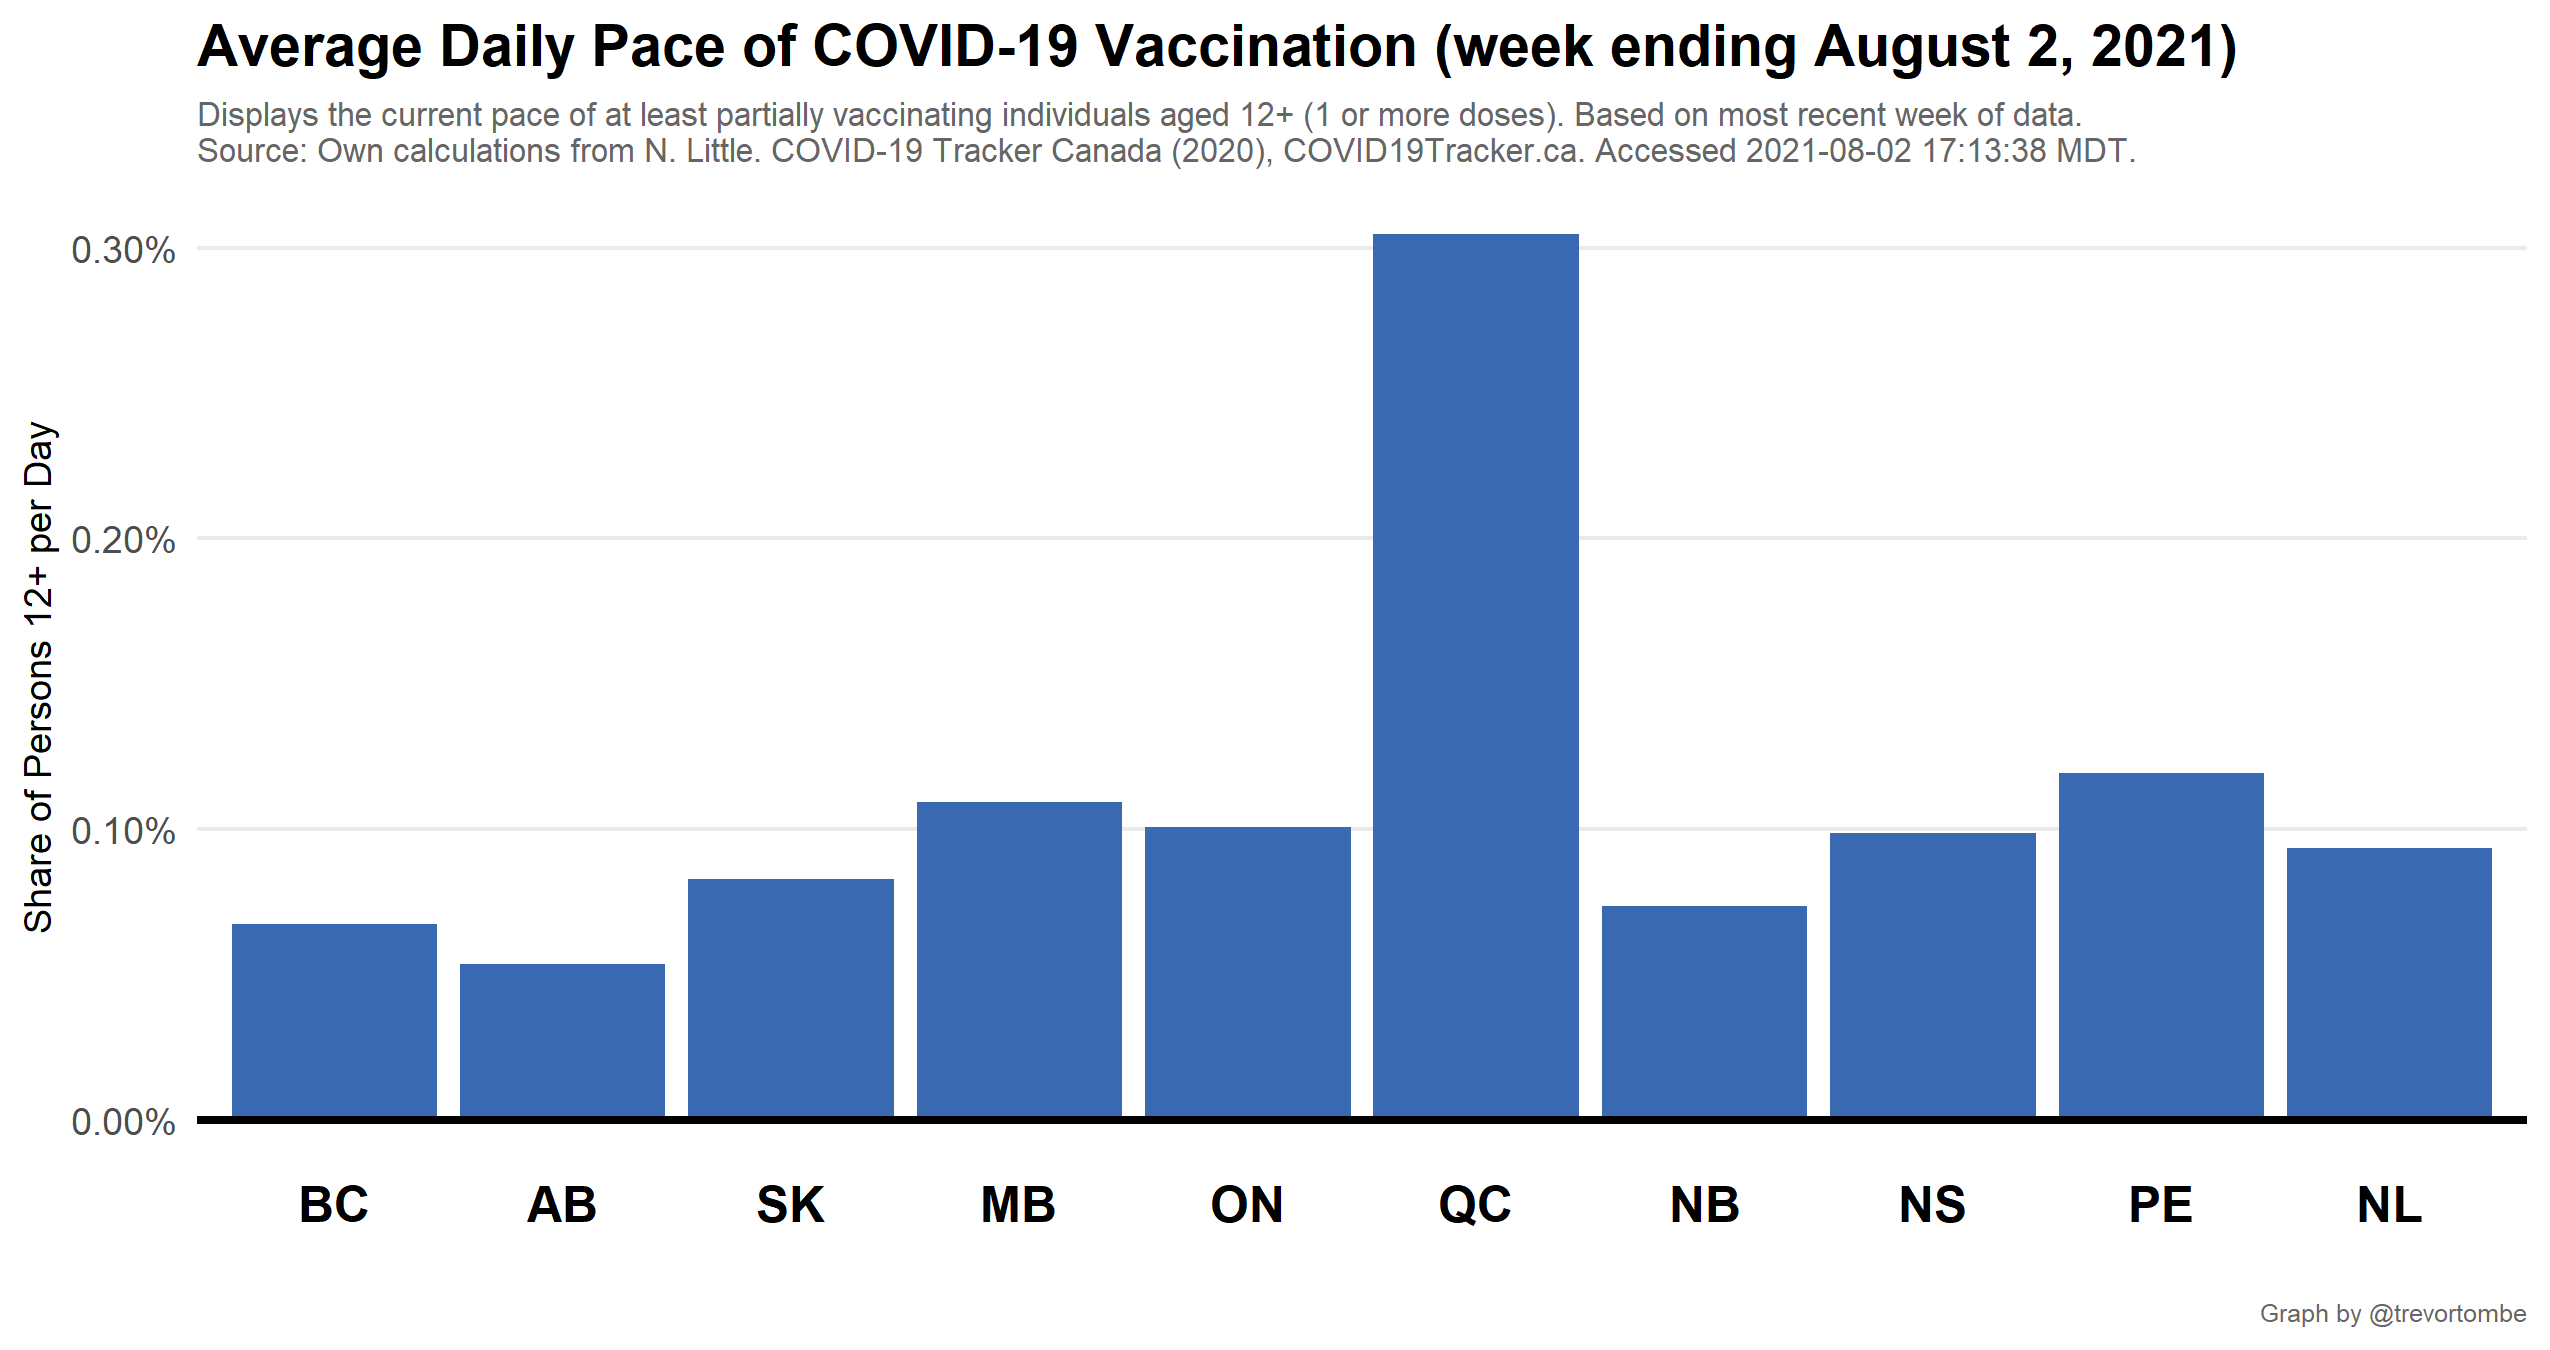 Average Daily Pace of COVID-19 Vaccination (week ending August 2, 2021)
Displays the current pace of at least partially vaccinating individuals aged 12+ (1 or more doses). Based on most recent week of data.
Source: Own calculations from N. Little. COVID-19 Tracker Canada (2020), COVID19Tracker.ca. Accessed 2021-08-02 17:13:38 MDT.
Share of Persons 12+ per Day
0.30%
0.20%
0.10%
0.00%
BC AB SK MB ON QC NB NS PE NL
Graph by @trevortombe